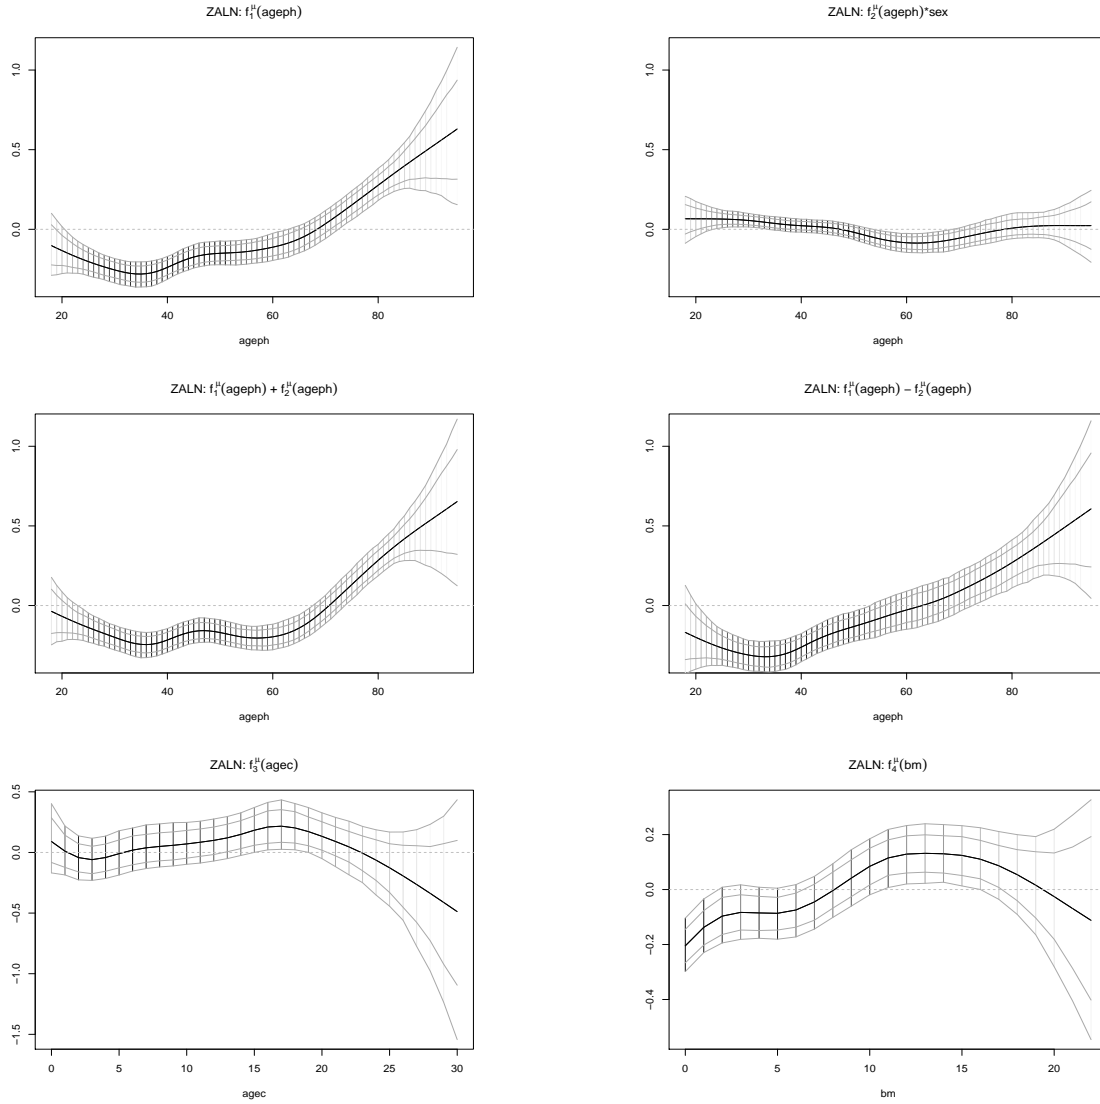 ZALN: f₁^μ(ageph)
1.0
0.5
0.0
20 40 60 80
ageph
ZALN: f₂^μ(ageph)*sex
1.0
0.5
0.0
20 40 60 80
ageph
ZALN: f₁^μ(ageph) + f₂^μ(ageph)
1.0
0.5
0.0
20 40 60 80
ageph
ZALN: f₁^μ(ageph) − f₂^μ(ageph)
1.0
0.5
0.0
20 40 60 80
ageph
ZALN: f₃^μ(agec)
0.5
0.0
−0.5
−1.0
−1.5
0 5 10 15 20 25 30
agec
ZALN: f₄^μ(bm)
0.2
0.0
−0.2
−0.4
0 5 10 15 20
bm